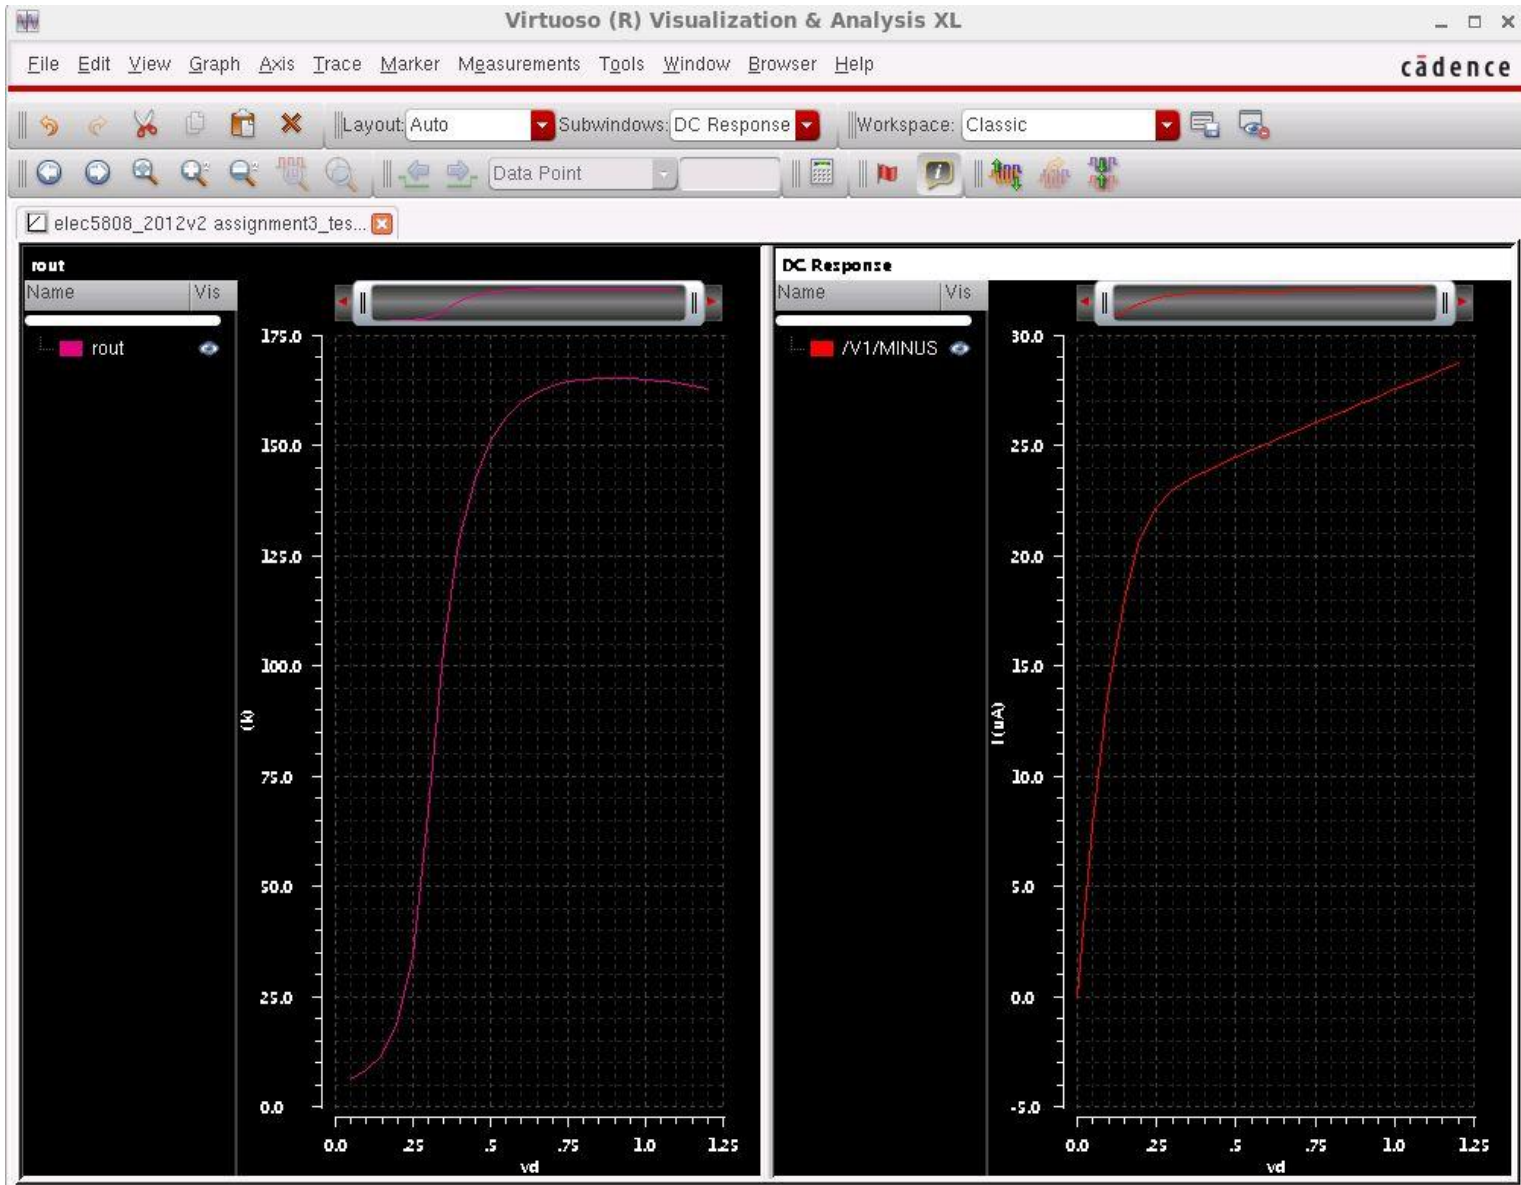 Virtuoso (R) Visualization & Analysis XL
File Edit View Graph Axis Trace Marker Measurements Tools Window Browser Help
cādence
Layout: Auto Subwindows: DC Response Workspace: Classic
Data Point
elec5808_2012v2 assignment3_tes...
rout
Name Vis
rout
175.0
150.0
125.0
100.0
75.0
50.0
25.0
0.0
(k)
0.0 .25 .5 .75 1.0 1.25
vd
DC Response
Name Vis
/V1/MINUS
30.0
25.0
20.0
15.0
10.0
5.0
0.0
-5.0
I (uA)
0.0 .25 .5 .75 1.0 1.25
vd